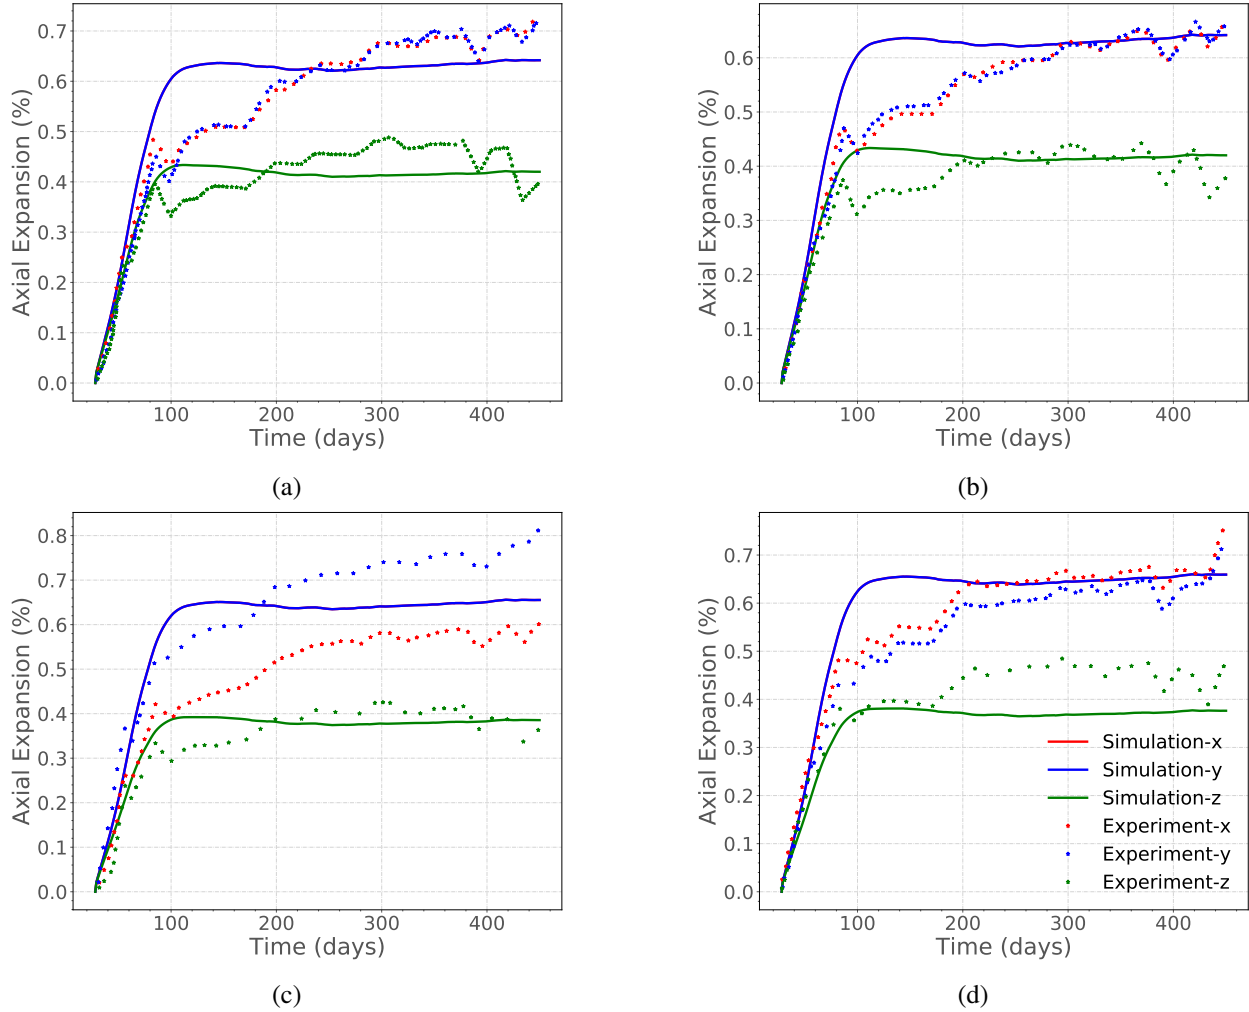 0.7
0.6
0.5
0.4
0.3
0.2
0.1
0.0
Axial Expansion (%)
100 200 300 400
Time (days)
(a)
0.6
0.5
0.4
0.3
0.2
0.1
0.0
Axial Expansion (%)
100 200 300 400
Time (days)
(b)
0.8
0.7
0.6
0.5
0.4
0.3
0.2
0.1
0.0
Axial Expansion (%)
100 200 300 400
Time (days)
(c)
0.7
0.6
0.5
0.4
0.3
0.2
0.1
0.0
Axial Expansion (%)
Simulation-x
Simulation-y
Simulation-z
Experiment-x
Experiment-y
Experiment-z
100 200 300 400
Time (days)
(d)